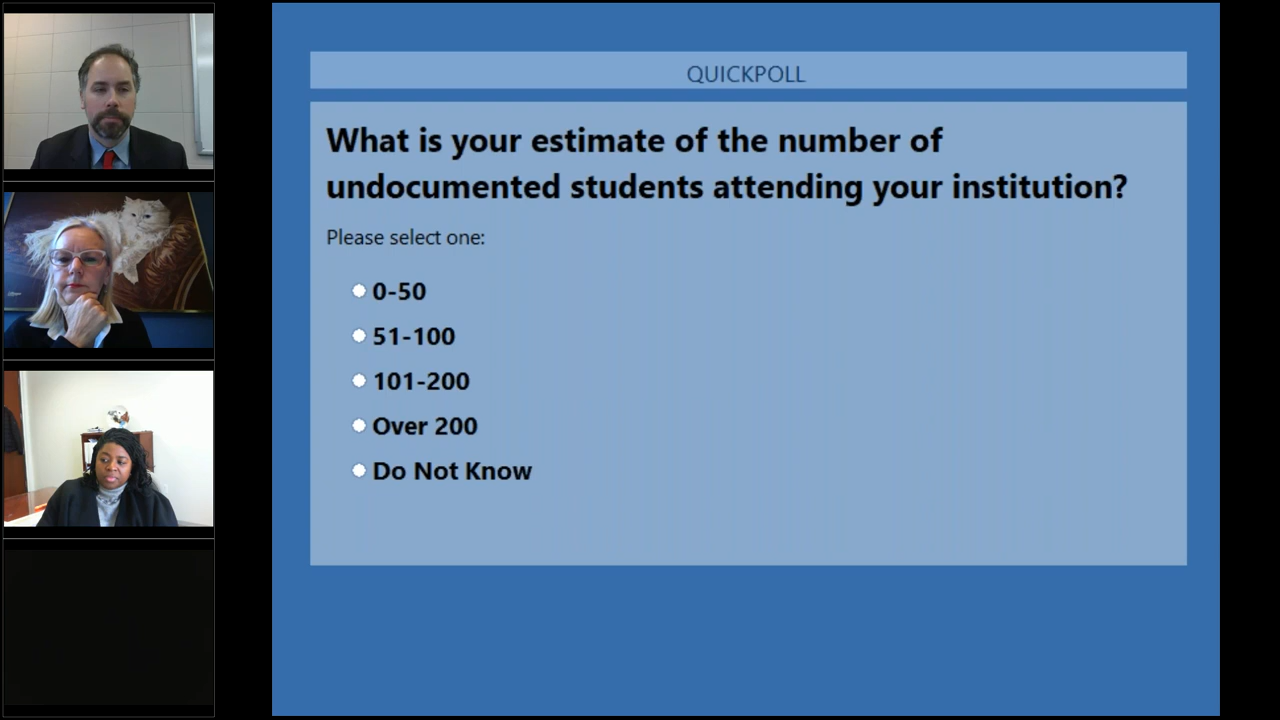 QUICKPOLL
What is your estimate of the number of
undocumented students attending your institution?
Please select one:
0-50
51-100
101-200
Over 200
Do Not Know